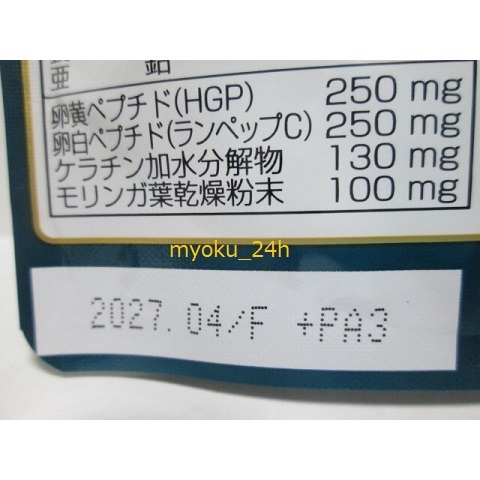 亜 鉛
卵黄ペプチド(HGP) 250 mg
卵白ペプチド(ランペップC) 250 mg
ケラチン加水分解物 130 mg
モリンガ葉乾燥粉末 100 mg
myoku_24h
2027.04/F +PA3